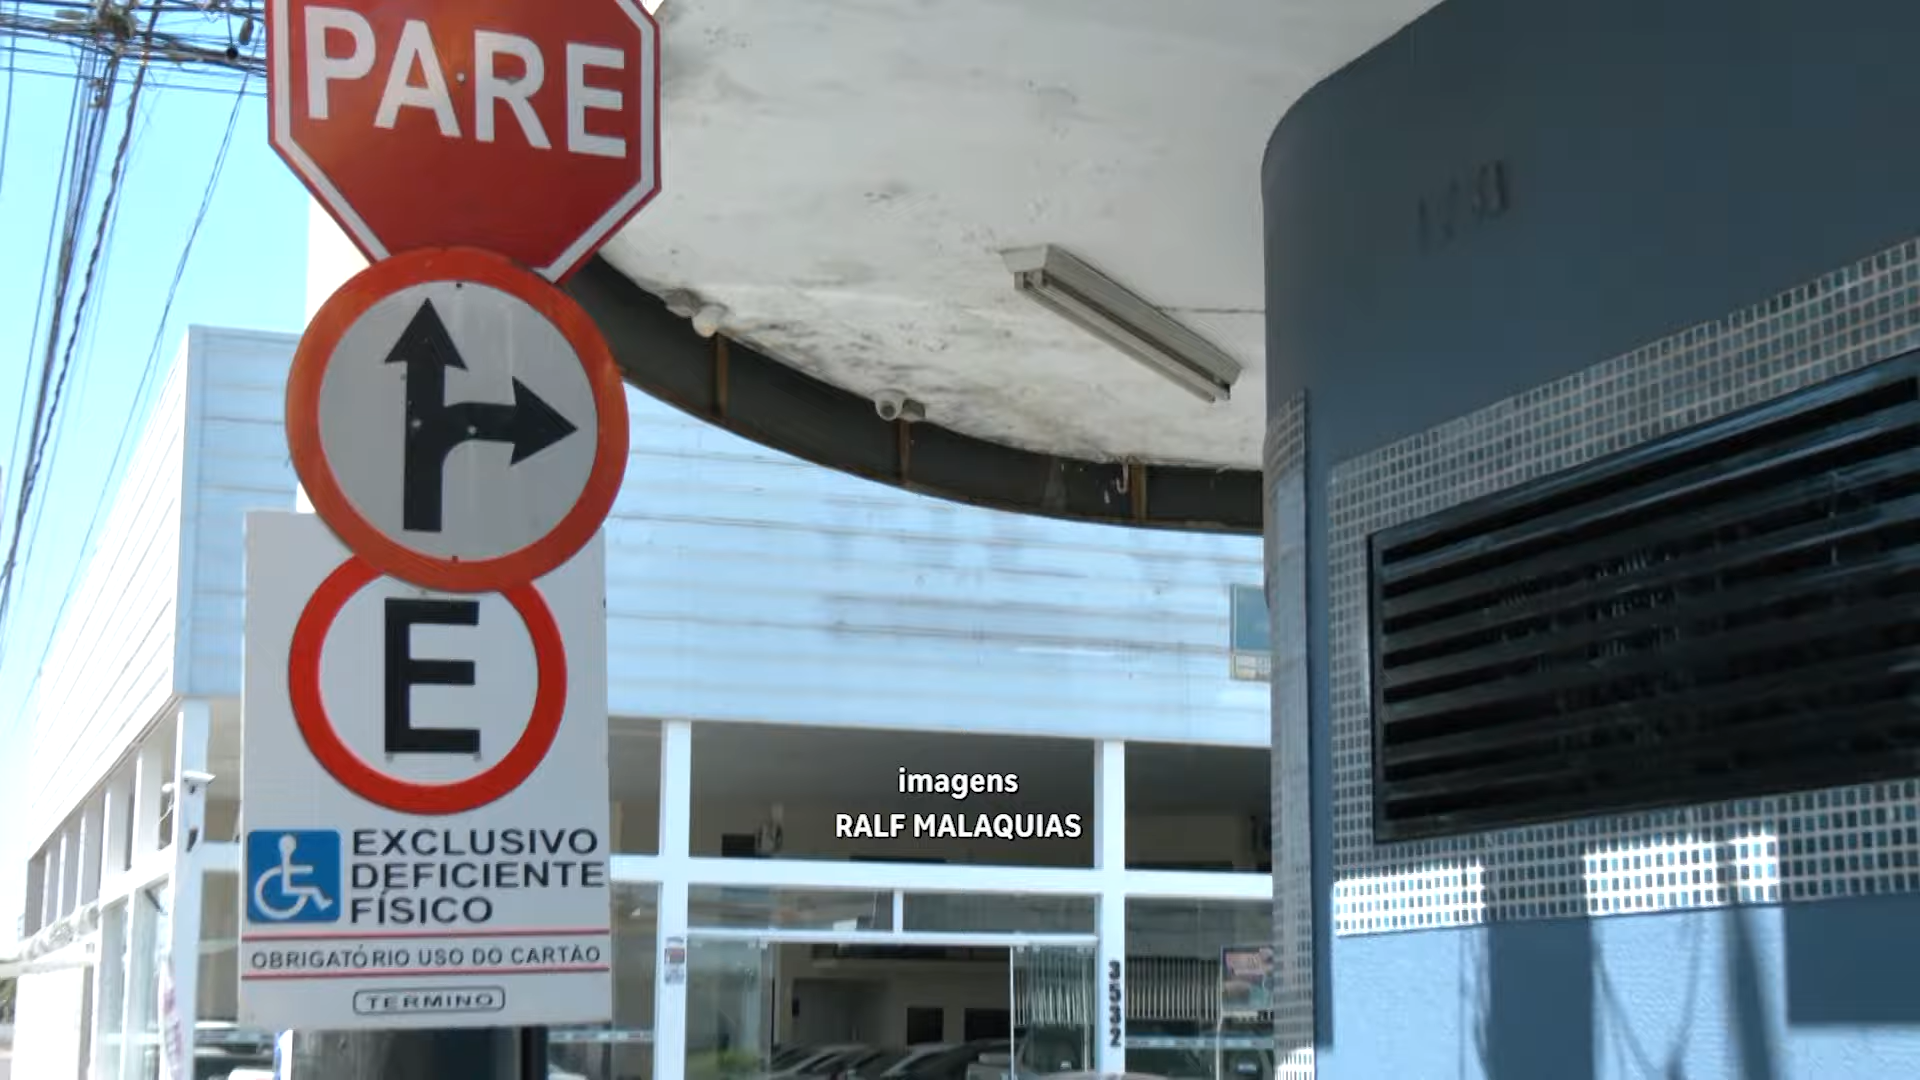 PARE
E
EXCLUSIVO
DEFICIENTE
FÍSICO
OBRIGATÓRIO USO DO CARTÃO
TERMINO
imagens
RALF MALAQUIAS
3532